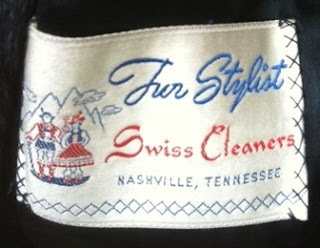 Fur Stylist
Swiss Cleaners
NASHVILLE, TENNESSEE